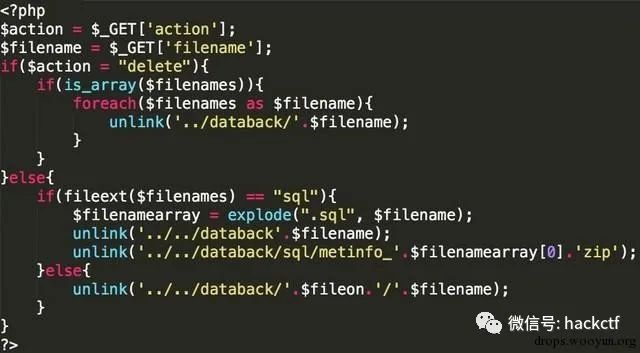 <?php
$action = $_GET['action'];
$filename = $_GET['filename'];
if($action = "delete"){
    if(is_array($filenames)){
        foreach($filenames as $filename){
            unlink('../databack/'.$filename);
        }
    }
}else{
    if(fileext($filenames) == "sql"){
        $filenamearray = explode(".sql", $filename);
        unlink('../../databack'.$filename);
        unlink('../../databack/sql/metinfo_'.$filenamearray[0].'zip');
    }else{
        unlink('../../databack/'.$fileon.'/'.$filename);
    }
}
?>
微信号: hackctf
drops.wooyun.org